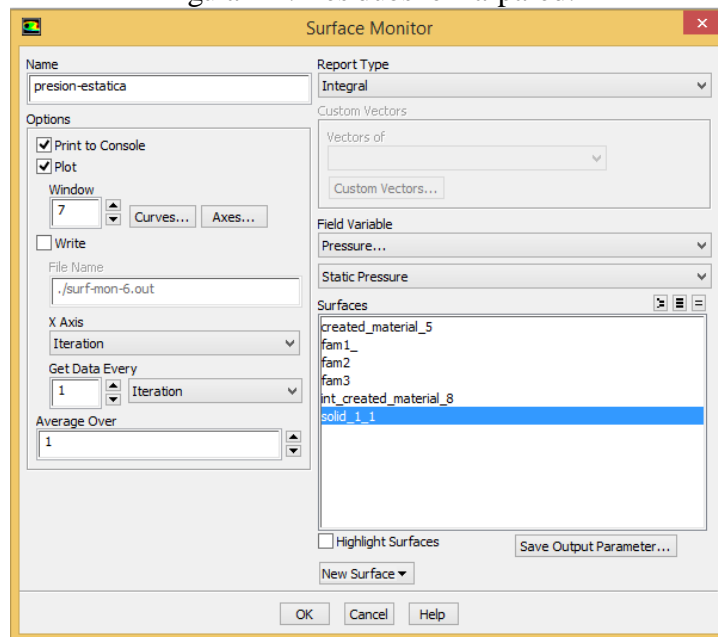 Surface Monitor
Name
presion-estatica
Options
Print to Console
Plot
Window
7
Curves... Axes...
Write
File Name
./surf-mon-6.out
X Axis
Iteration
Get Data Every
1 Iteration
Average Over
1
Report Type
Integral
Custom Vectors
Vectors of
Custom Vectors...
Field Variable
Pressure...
Static Pressure
Surfaces
created_material_5
fam1_
fam2
fam3
int_created_material_8
solid_1_1
Highlight Surfaces
Save Output Parameter...
New Surface
OK Cancel Help